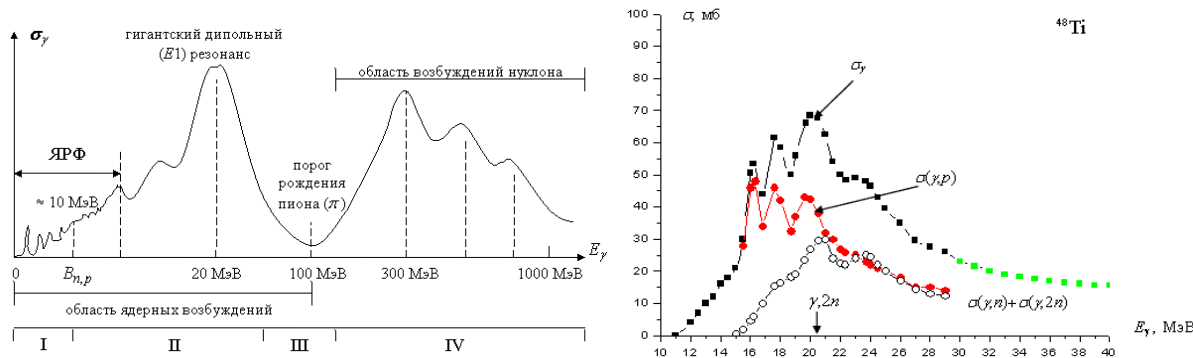 σγ
гигантский дипольный
(E1) резонанс
область возбуждений нуклона
ЯРФ
≈ 10 МэВ
порог
рождения
пиона (π)
Eγ
0
Bn,p
20 МэВ
100 МэВ
300 МэВ
1000 МэВ
область ядерных возбуждений
I
II
III
IV
σ, мб
48Ti
100
90
80
70
60
50
40
30
20
10
0
σγ
σ(γ,p)
γ,2n
σ(γ,n)+σ(γ,2n)
10 12 14 16 18 20 22 24 26 28 30 32 34 36 38 40
Eγ, МэВ